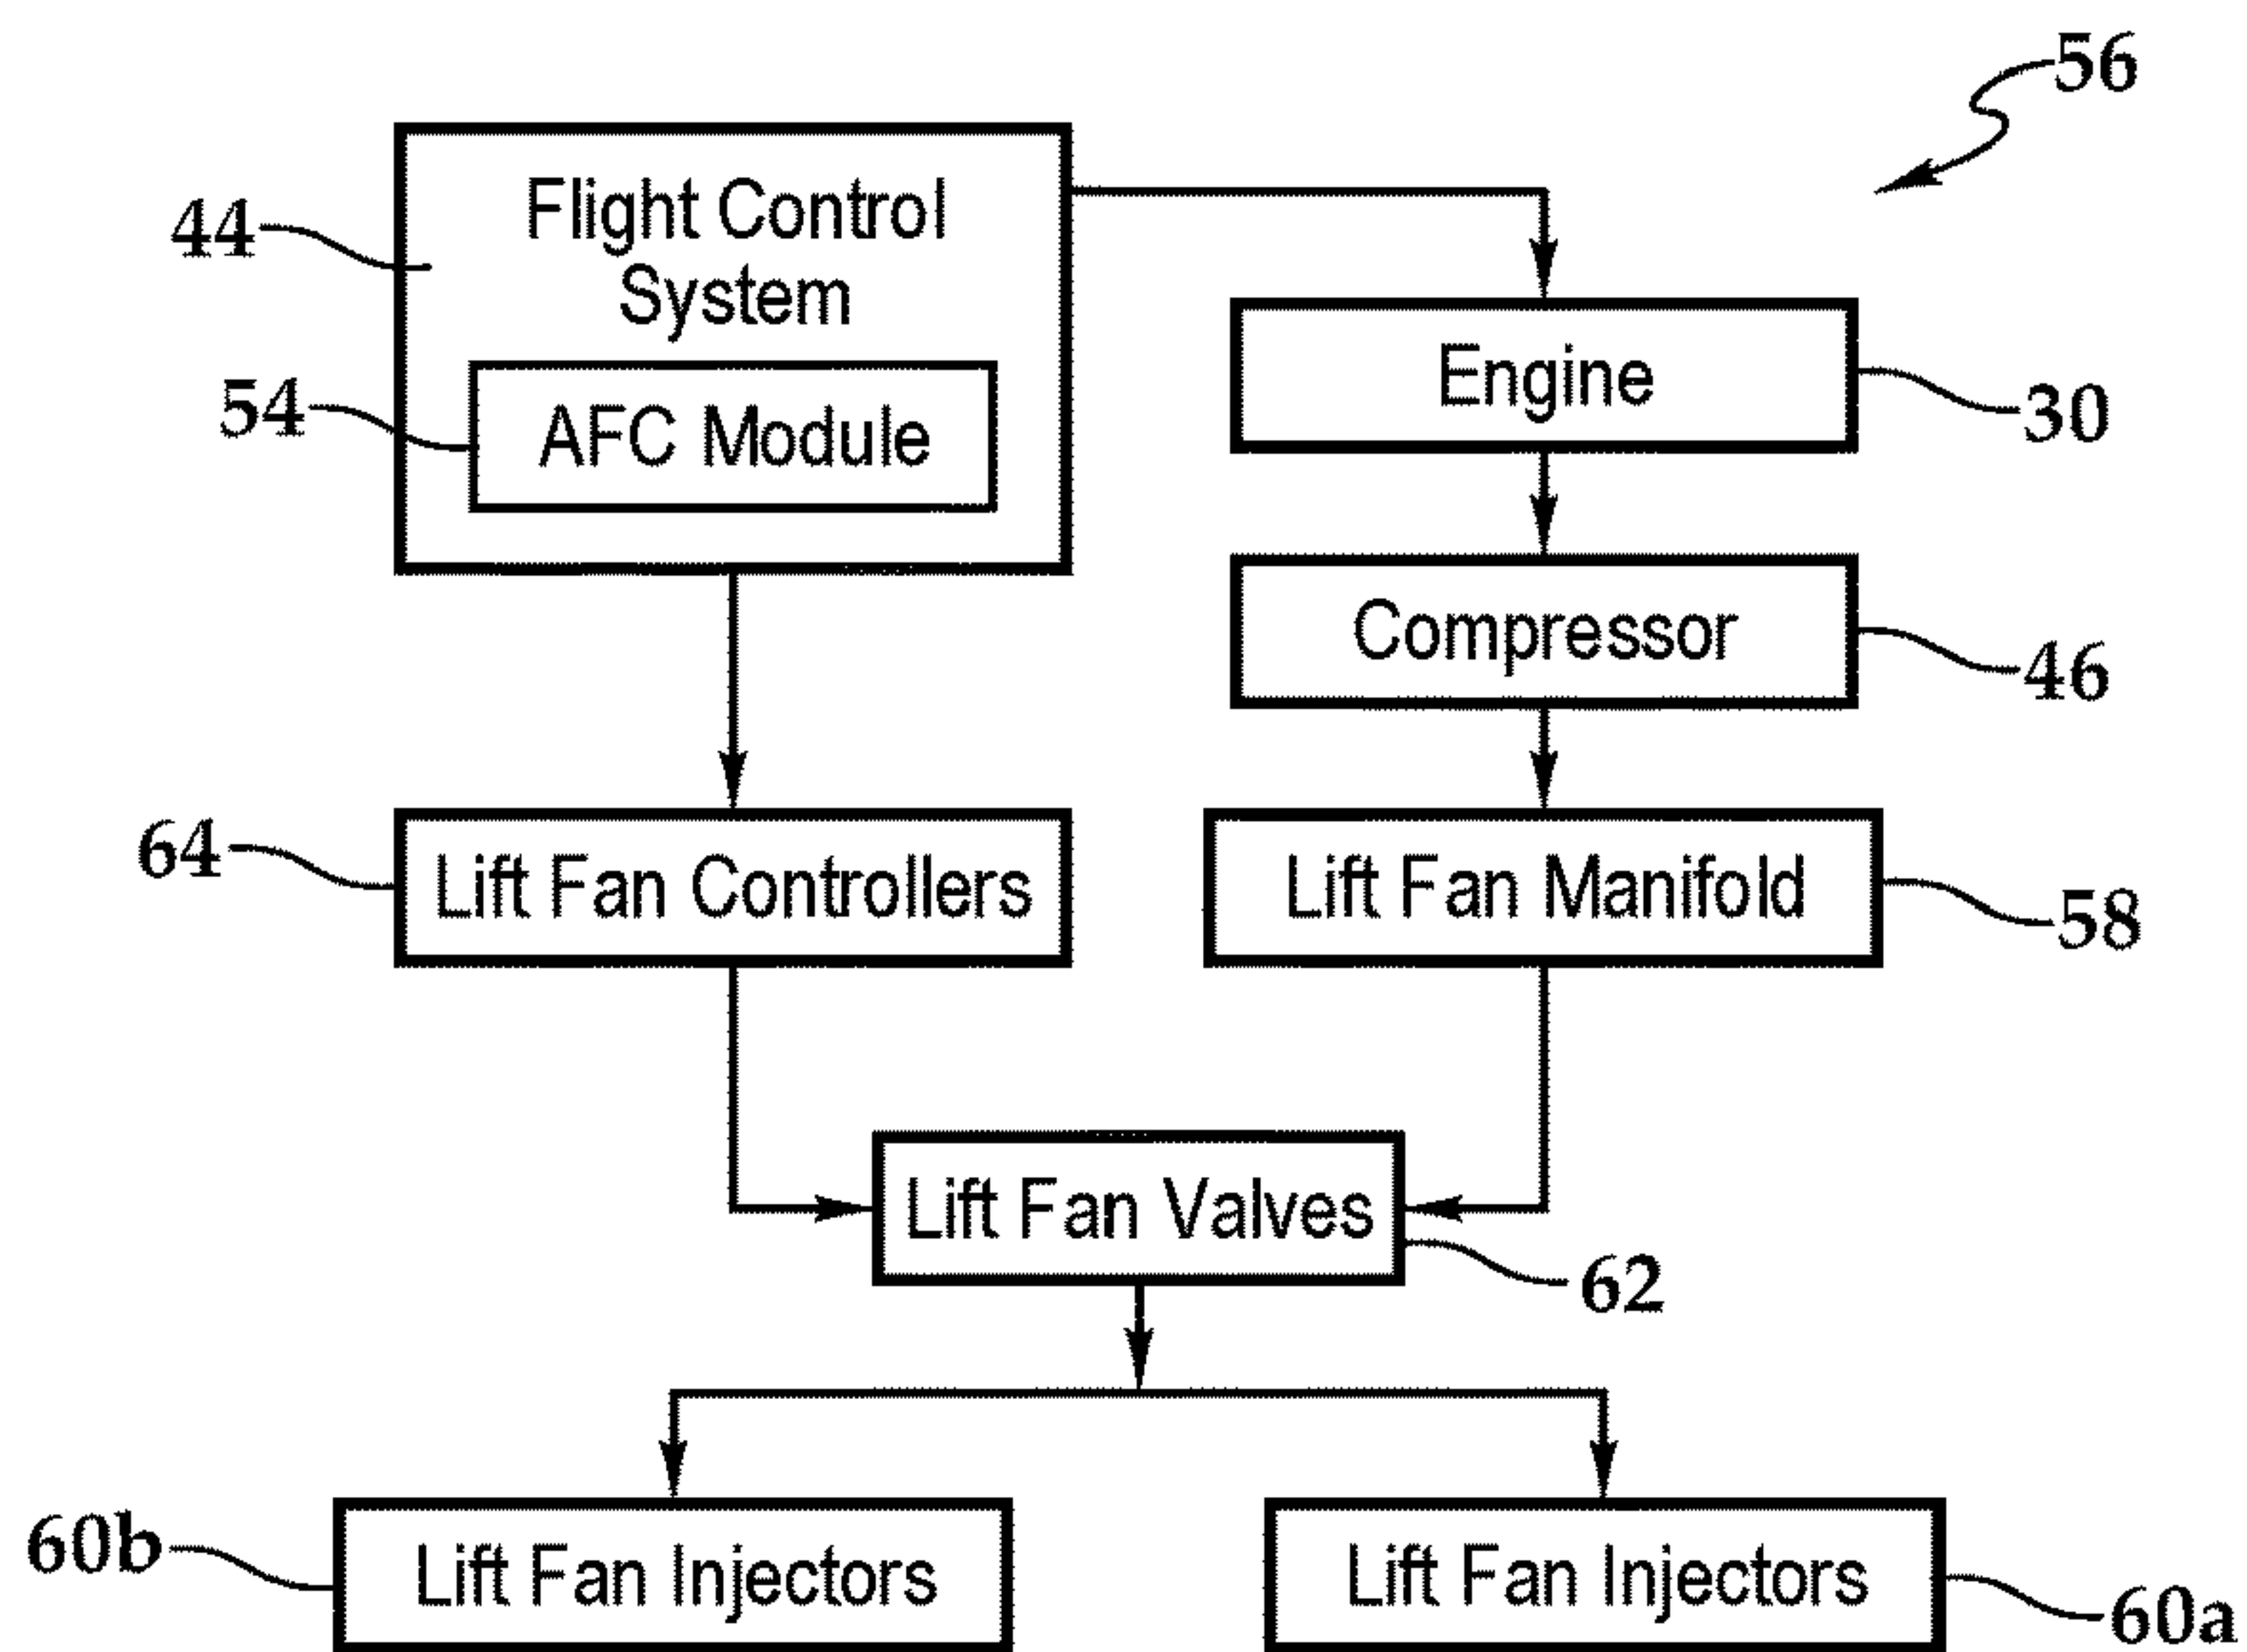 56
44
Flight Control
System
54
AFC Module
Engine
30
Compressor
46
64
Lift Fan Controllers
Lift Fan Manifold
58
Lift Fan Valves
62
60b
Lift Fan Injectors
Lift Fan Injectors
60a